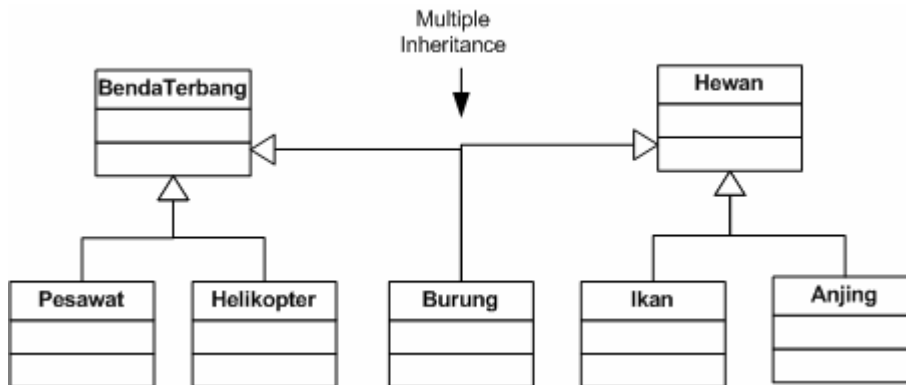 Multiple
Inheritance
BendaTerbang
Hewan
Pesawat
Helikopter
Burung
Ikan
Anjing